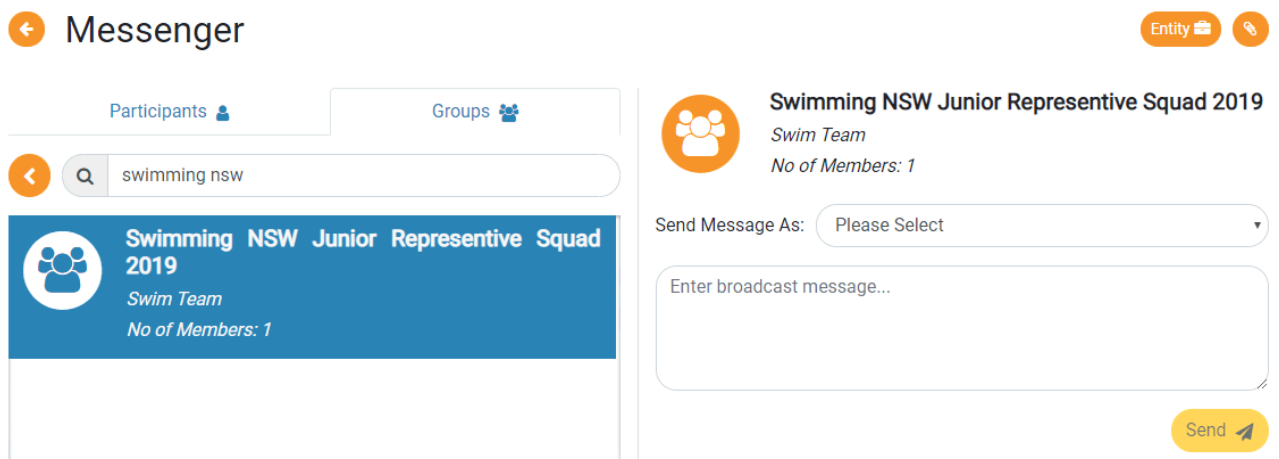 Messenger
Entity
Participants
Groups
swimming nsw
Swimming NSW Junior Representive Squad
2019
Swim Team
No of Members: 1
Swimming NSW Junior Representive Squad 2019
Swim Team
No of Members: 1
Send Message As:
Please Select
Enter broadcast message...
Send